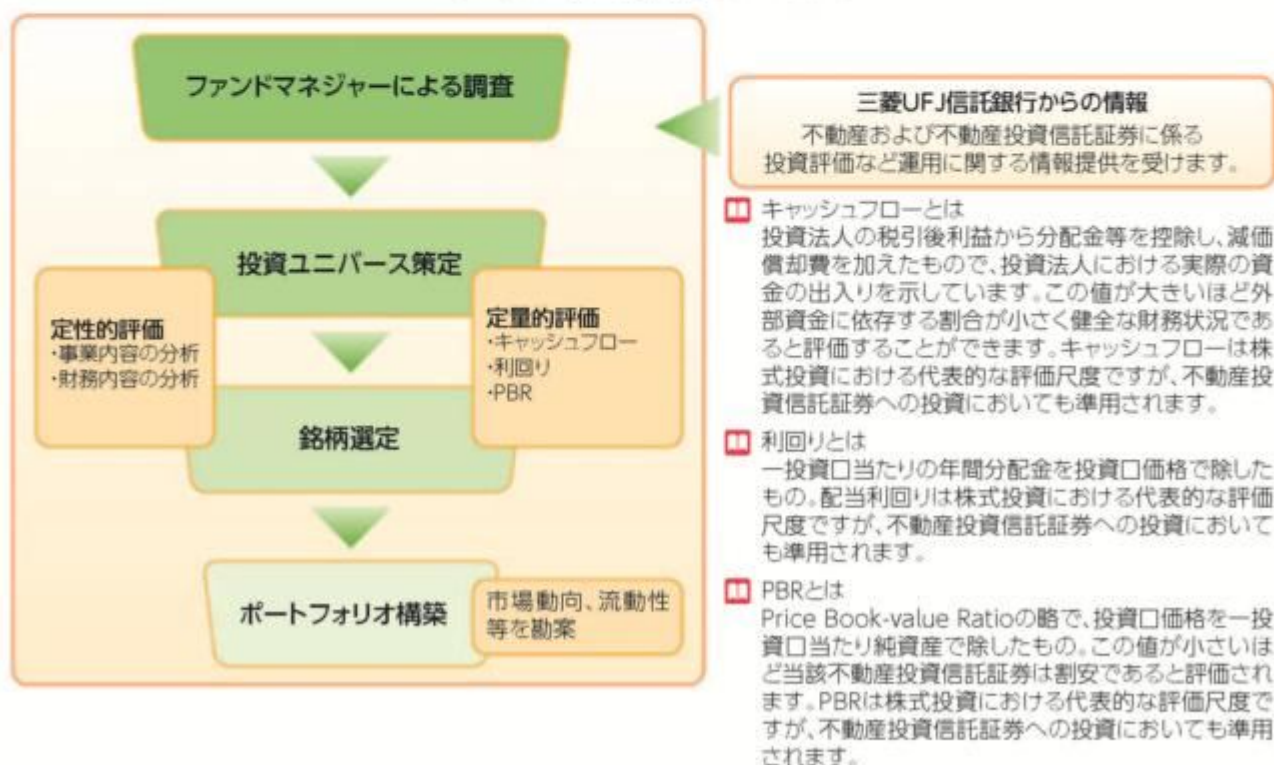 ファンドマネジャーによる調査
投資ユニバース策定
定性的評価
・事業内容の分析
・財務内容の分析
定量的評価
・キャッシュフロー
・利回り
・PBR
銘柄選定
ポートフォリオ構築
市場動向、流動性
等を勘案
三菱UFJ信託銀行からの情報
不動産および不動産投資信託証券に係る
投資評価など運用に関する情報提供を受けます。
キャッシュフローとは
投資法人の税引後利益から分配金等を控除し、減価
償却費を加えたもので、投資法人における実際の資
金の出入りを示しています。この値が大きいほど外
部資金に依存する割合が小さく健全な財務状況であ
ると評価することができます。キャッシュフローは株
式投資における代表的な評価尺度ですが、不動産投
資信託証券への投資においても準用されます。
利回りとは
一投資口当たりの年間分配金を投資口価格で除した
もの。配当利回りは株式投資における代表的な評価
尺度ですが、不動産投資信託証券への投資において
も準用されます。
PBRとは
Price Book-value Ratioの略で、投資口価格を一投
資口当たり純資産で除したもの。この値が小さいほ
ど当該不動産投資信託証券は割安であると評価され
ます。PBRは株式投資における代表的な評価尺度で
すが、不動産投資信託証券への投資においても準用
されます。